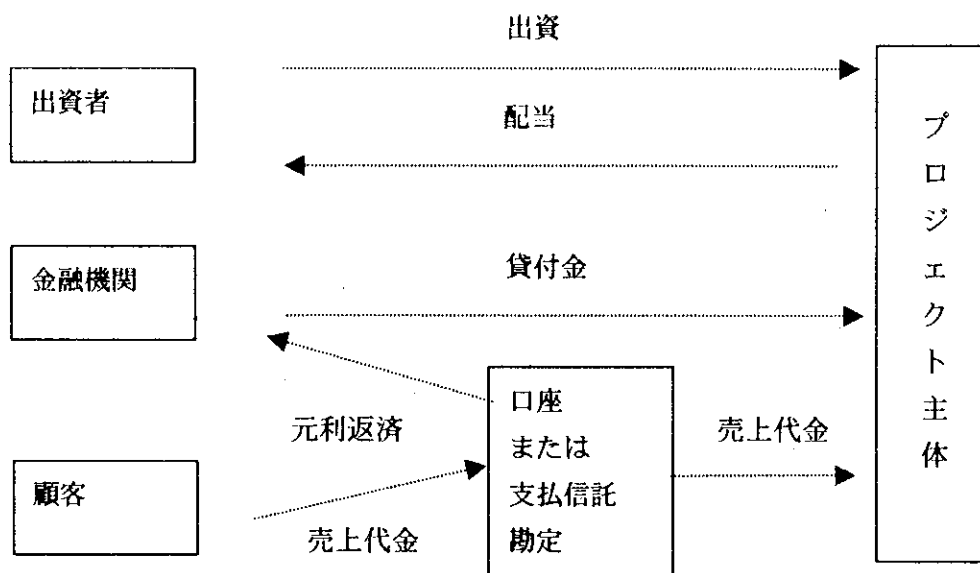 出資
出資者
配当
金融機関
貸付金
元利返済
口座
または
支払信託
勘定
売上代金
顧客
売上代金
プロジェクト主体